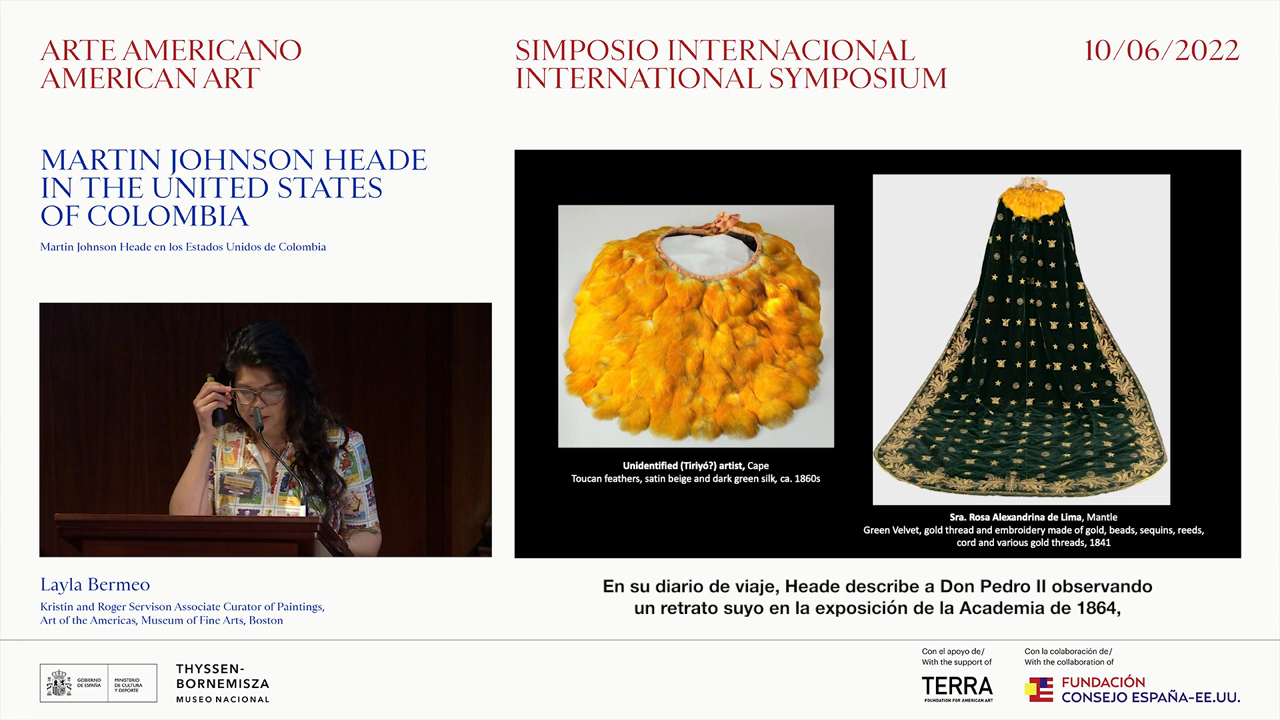 ARTE AMERICANO
AMERICAN ART
SIMPOSIO INTERNACIONAL
INTERNATIONAL SYMPOSIUM
10/06/2022
MARTIN JOHNSON HEADE
IN THE UNITED STATES
OF COLOMBIA
Martin Johnson Heade en los Estados Unidos de Colombia
Unidentified (Tiriyó?) artist, Cape
Toucan feathers, satin beige and dark green silk, ca. 1860s
Sra. Rosa Alexandrina de Lima, Mantle
Green Velvet, gold thread and embroidery made of gold, beads, sequins, reeds,
cord and various gold threads, 1841
Layla Bermeo
Kristin and Roger Servison Associate Curator of Paintings,
Art of the Americas, Museum of Fine Arts, Boston
En su diario de viaje, Heade describe a Don Pedro II observando
un retrato suyo en la exposición de la Academia de 1864,
GOBIERNO
DE ESPAÑA
MINISTERIO
DE CULTURA
Y DEPORTE
THYSSEN-
BORNEMISZA
MUSEO NACIONAL
Con el apoyo de/
With the support of
TERRA
FOUNDATION FOR AMERICAN ART
Con la colaboración de/
With the collaboration of
FUNDACIÓN
CONSEJO ESPAÑA-EE.UU.